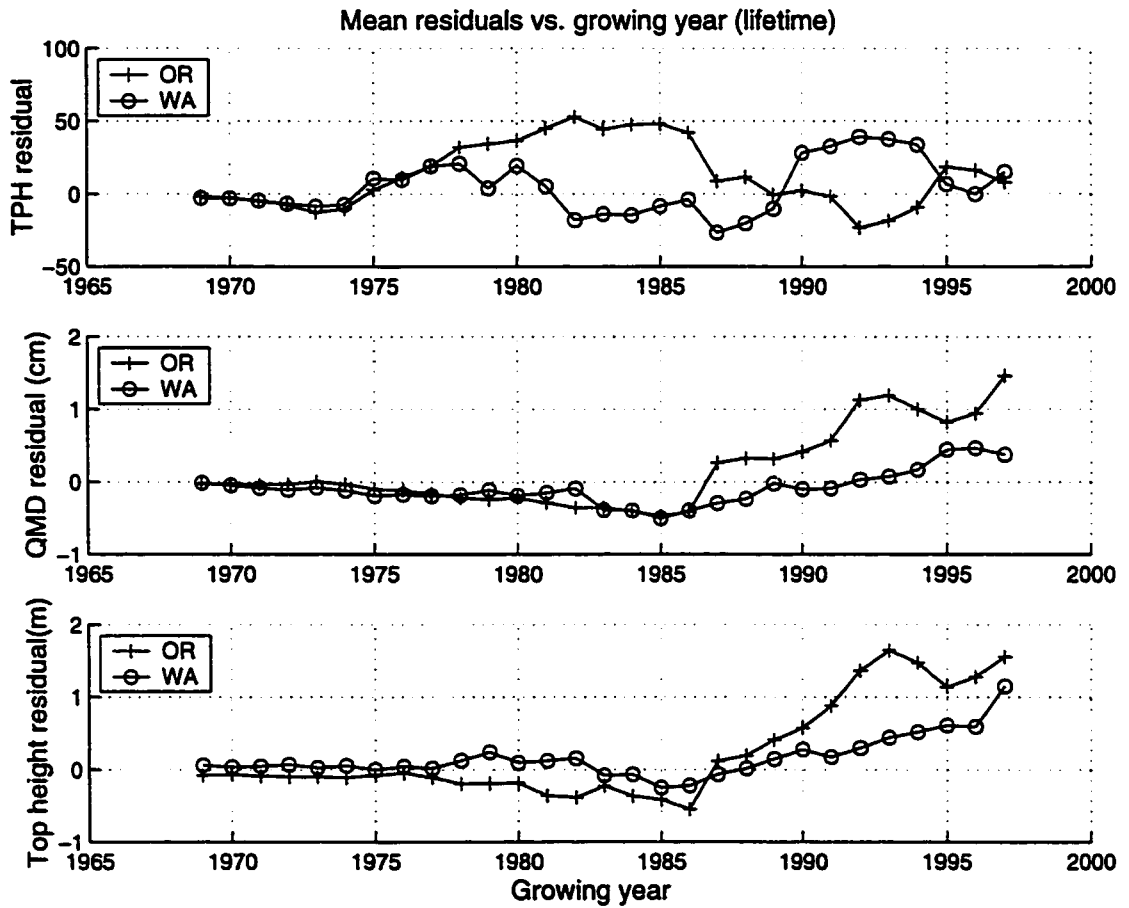 Mean residuals vs. growing year (lifetime)
100
50
0
−50
TPH residual
OR
WA
1965 1970 1975 1980 1985 1990 1995 2000
2
1
0
−1
QMD residual (cm)
OR
WA
1965 1970 1975 1980 1985 1990 1995 2000
2
1
0
−1
Top height residual(m)
OR
WA
1965 1970 1975 1980 1985 1990 1995 2000
Growing year